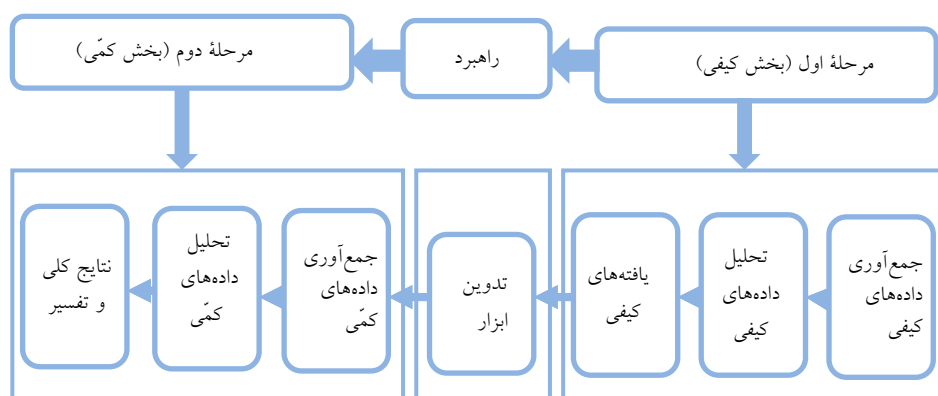 مرحلهٔ اول (بخش کیفی)
راهبرد
مرحلهٔ دوم (بخش کمّی)
جمع‌آوری
داده‌های
کیفی
تحلیل
داده‌های
کیفی
یافته‌های
کیفی
تدوین
ابزار
جمع‌آوری
داده‌های
کمّی
تحلیل
داده‌های
کمّی
نتایج کلی
و تفسیر